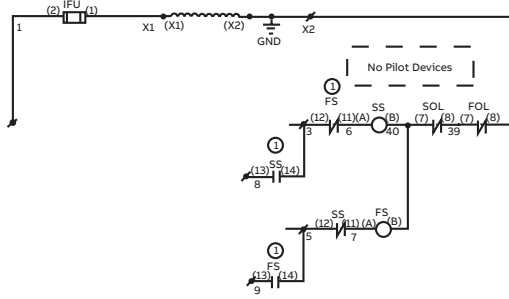 IFU
(2) (1)
1 X1 (X1) (X2) X2
GND
No Pilot Devices
1
FS
(12) (11) (A) SS (B) SOL FOL
(7) (8) (7) (8)
3 6 40 39
1
SS
(13) (14)
8
SS FS
(12) (11) (A) (B)
5 7
1
FS
(13) (14)
9